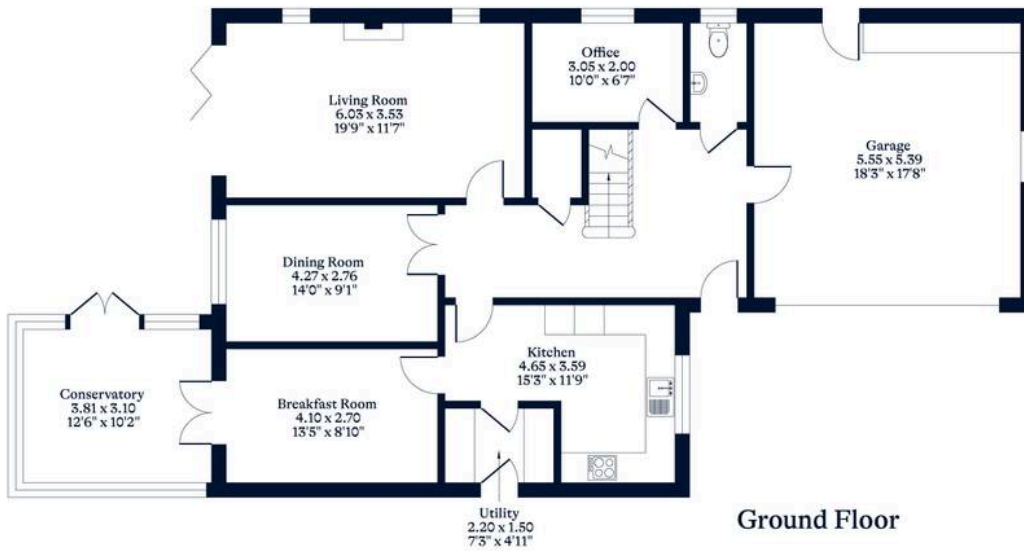 Office
3.05 x 2.00
10'0" x 6'7"
Living Room
6.03 x 3.53
19'9" x 11'7"
Garage
5.55 x 5.39
18'3" x 17'8"
Dining Room
4.27 x 2.76
14'0" x 9'1"
Kitchen
4.65 x 3.59
15'3" x 11'9"
Conservatory
3.81 x 3.10
12'6" x 10'2"
Breakfast Room
4.10 x 2.70
13'5" x 8'10"
Utility
2.20 x 1.50
7'3" x 4'11"
Ground Floor